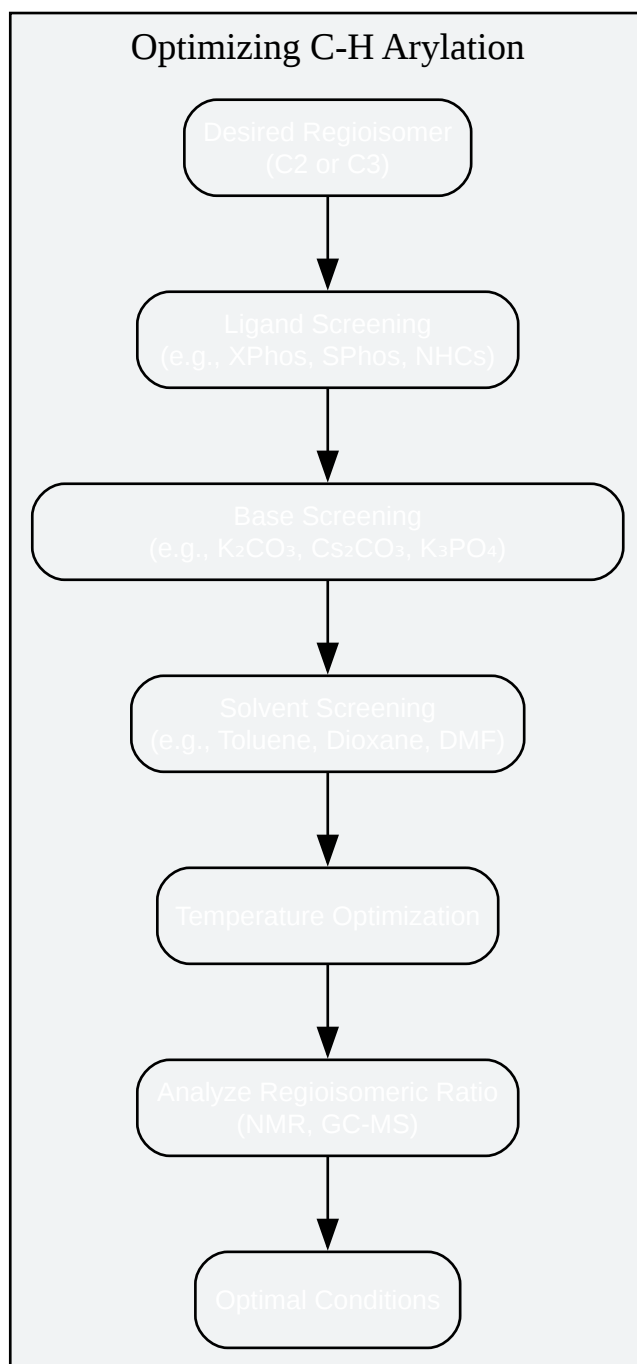 Optimizing C-H Arylation
Desired Regioisomer
(C2 or C3)
Ligand Screening
(e.g., XPhos, SPhos, NHCs)
Base Screening
(e.g., K₂CO₃, Cs₂CO₃, K₃PO₄)
Solvent Screening
(e.g., Toluene, Dioxane, DMF)
Temperature Optimization
Analyze Regioisomeric Ratio
(NMR, GC-MS)
Optimal Conditions